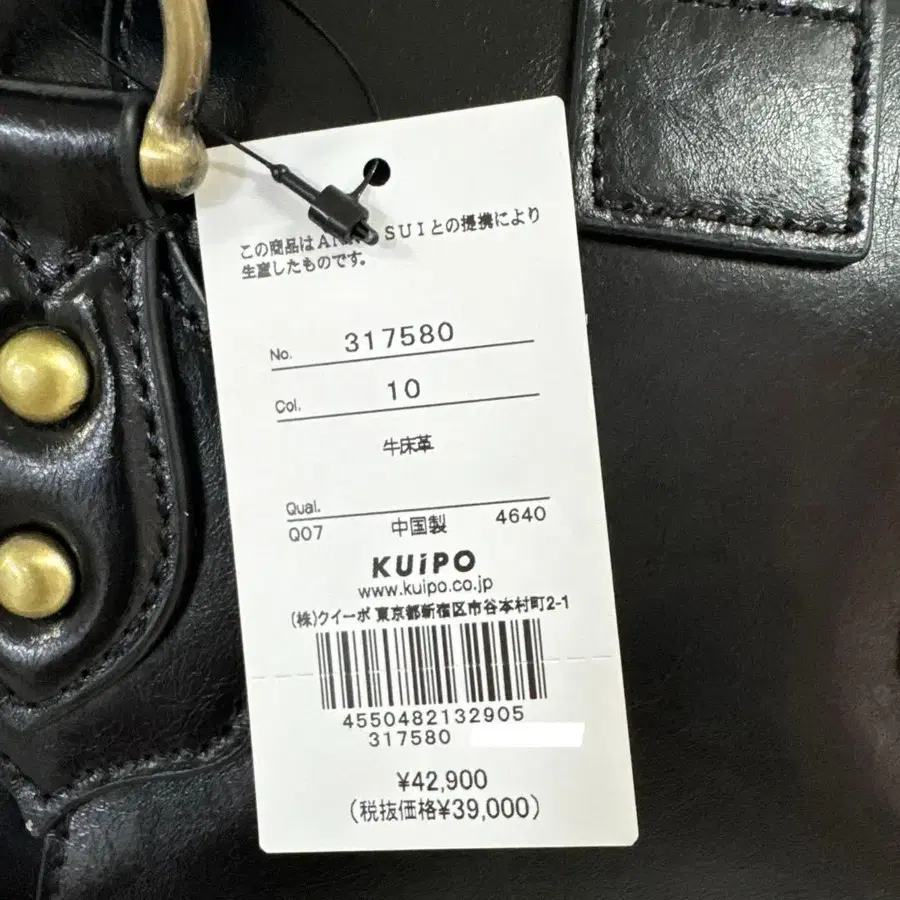 この商品はAN SUIとの提携により
生産したものです。
No. 317580
Col. 10
牛床革
Qual.
Q07 中国製 4640
KUiPO
www.kuipo.co.jp
(株)クイーポ 東京都新宿区市谷本村町2-1
4550482132905
317580
¥42,900
(税抜価格¥39,000)